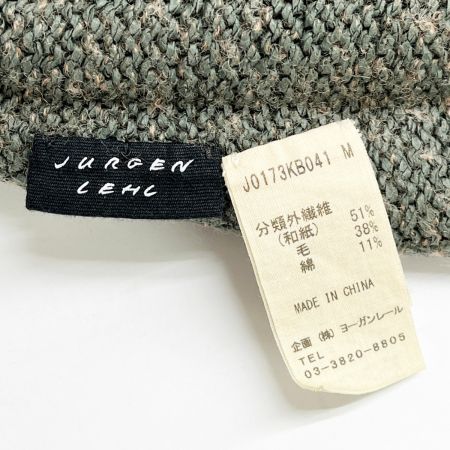 JURGEN
LEHL
J0173KB041 M
分類外繊維 51%
(和紙)
毛 38%
綿 11%
MADE IN CHINA
企画 (株) ヨーガンレール
TEL
03-3820-8805